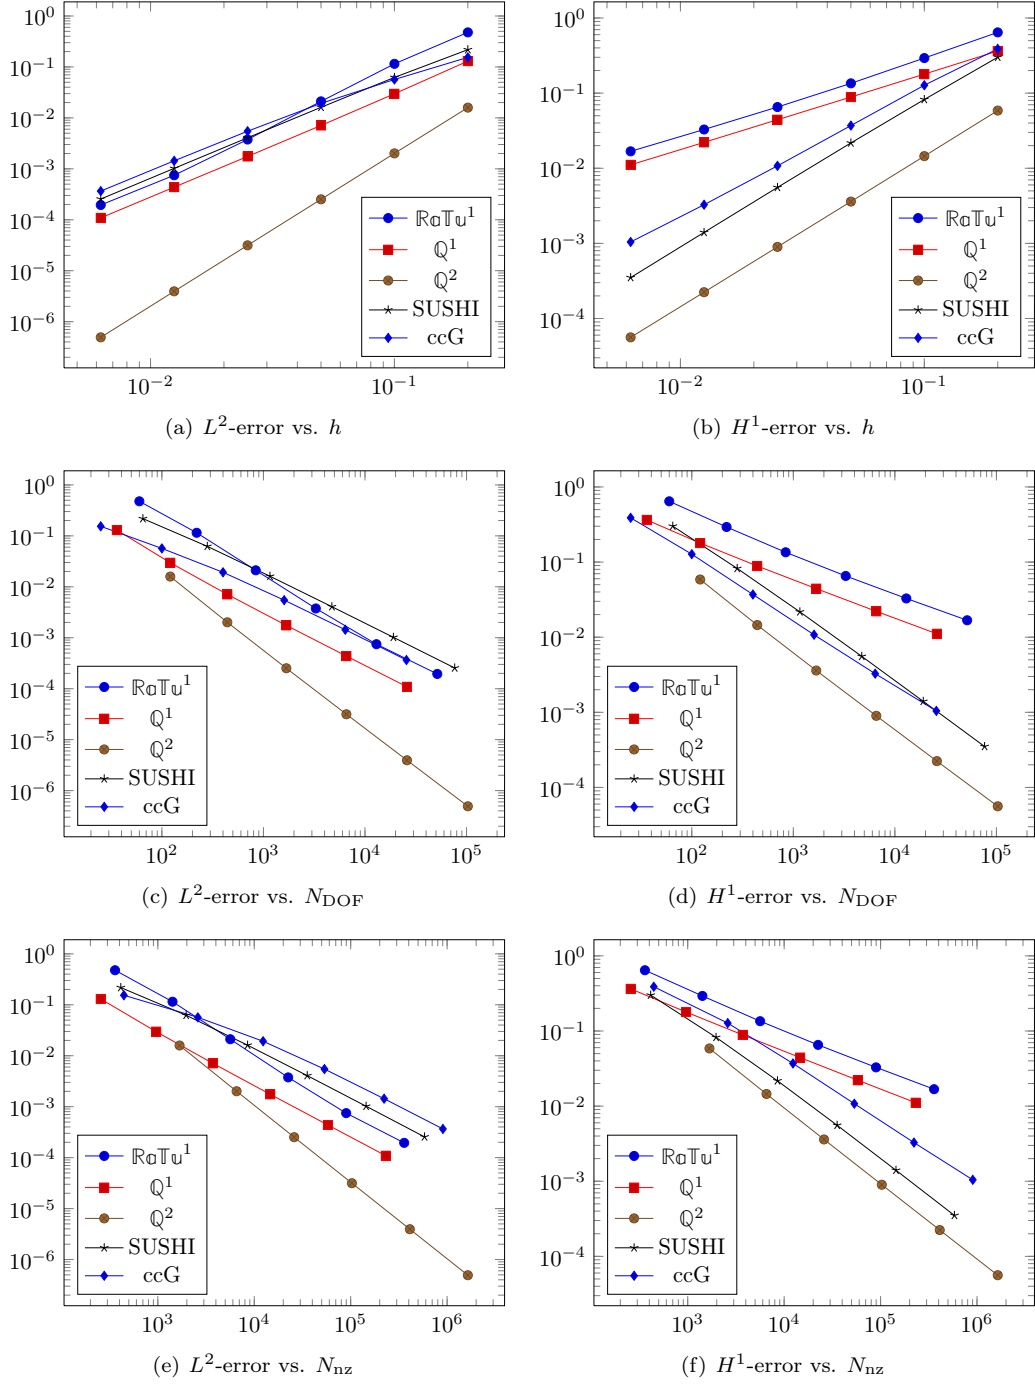 10^0
10^{-1}
10^{-2}
10^{-3}
10^{-4}
10^{-5}
10^{-6}
ℝ𝕒𝕋𝕦^1
ℚ^1
ℚ^2
SUSHI
ccG
10^{-2} 10^{-1}
(a) L^2-error vs. h
10^0
10^{-1}
10^{-2}
10^{-3}
10^{-4}
ℝ𝕒𝕋𝕦^1
ℚ^1
ℚ^2
SUSHI
ccG
10^{-2} 10^{-1}
(b) H^1-error vs. h
10^0
10^{-1}
10^{-2}
10^{-3}
10^{-4}
10^{-5}
10^{-6}
ℝ𝕒𝕋𝕦^1
ℚ^1
ℚ^2
SUSHI
ccG
10^2 10^3 10^4 10^5
(c) L^2-error vs. N_{DOF}
10^0
10^{-1}
10^{-2}
10^{-3}
10^{-4}
ℝ𝕒𝕋𝕦^1
ℚ^1
ℚ^2
SUSHI
ccG
10^2 10^3 10^4 10^5
(d) H^1-error vs. N_{DOF}
10^0
10^{-1}
10^{-2}
10^{-3}
10^{-4}
10^{-5}
10^{-6}
ℝ𝕒𝕋𝕦^1
ℚ^1
ℚ^2
SUSHI
ccG
10^3 10^4 10^5 10^6
(e) L^2-error vs. N_{nz}
10^0
10^{-1}
10^{-2}
10^{-3}
10^{-4}
ℝ𝕒𝕋𝕦^1
ℚ^1
ℚ^2
SUSHI
ccG
10^3 10^4 10^5 10^6
(f) H^1-error vs. N_{nz}